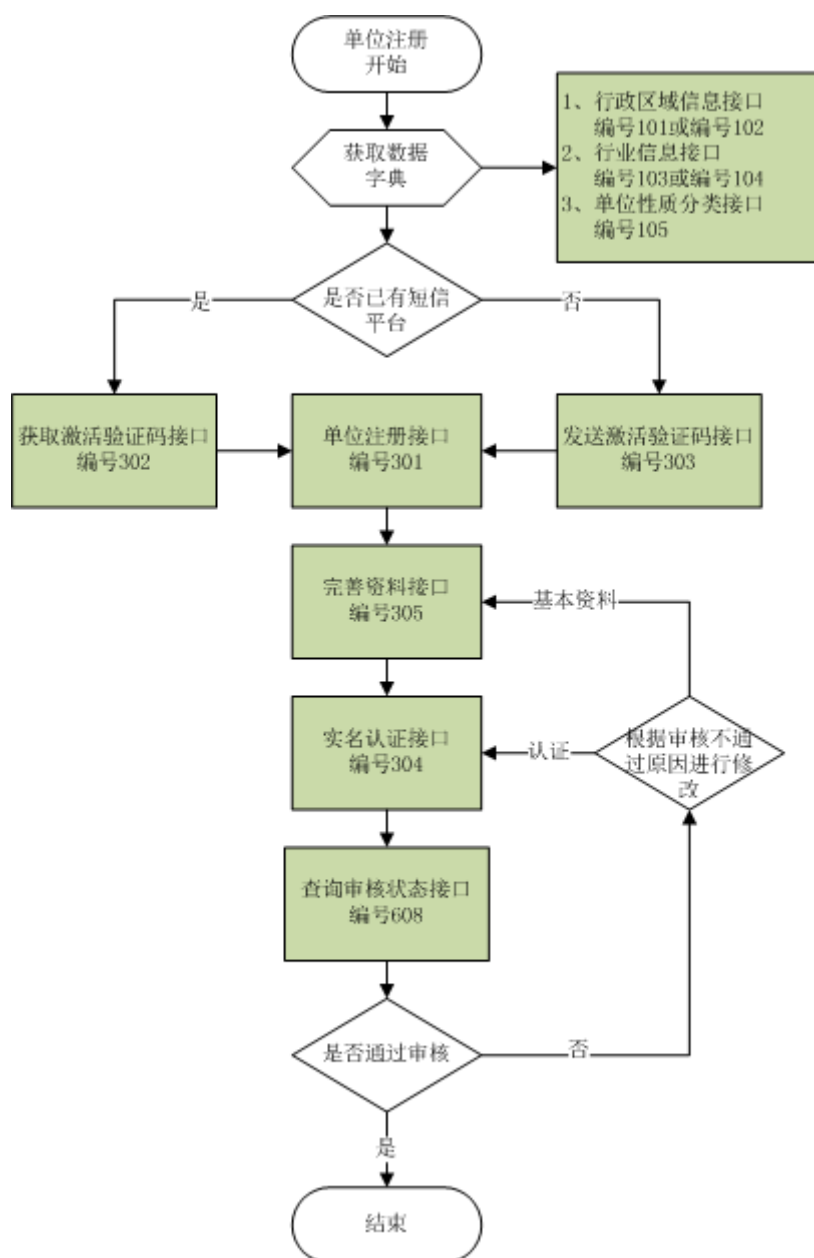 单位注册
开始
1、行政区域信息接口
编号101或编号102
2、行业信息接口
编号103或编号104
3、单位性质分类接口
编号105
获取数据
字典
是否已有短信
平台
是
否
获取激活验证码接口
编号302
单位注册接口
编号301
发送激活验证码接口
编号303
完善资料接口
编号305
基本资料
实名认证接口
编号304
认证
根据审核不通
过原因进行修
改
查询审核状态接口
编号608
是否通过审核
否
是
结束